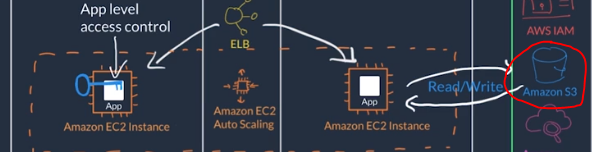 App level
access control
ELB
AWS IAM
App
Amazon EC2
Auto Scaling
App
Read/Write
Amazon S3
Amazon EC2 Instance
Amazon EC2 Instance